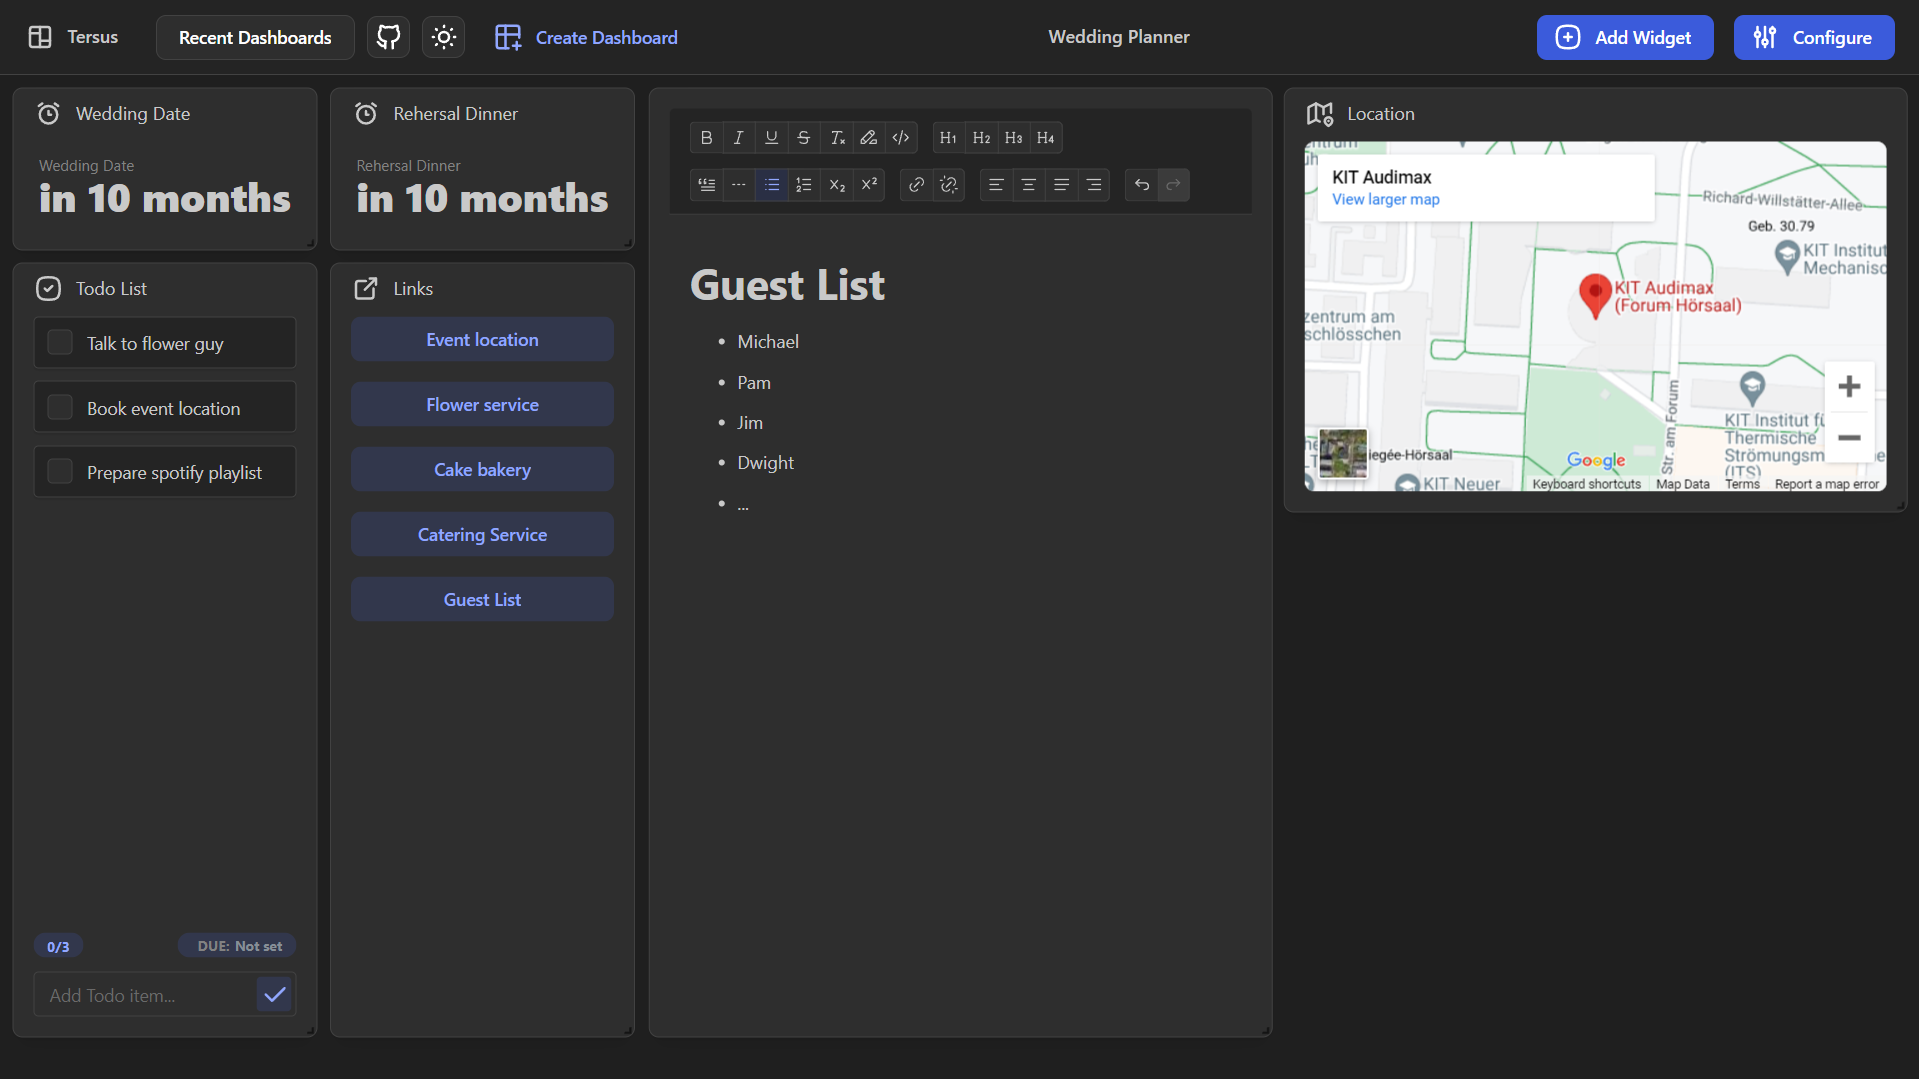 Tersus
Recent Dashboards
Create Dashboard
Wedding Planner
Add Widget
Configure
Wedding Date
Wedding Date
in 10 months
Rehersal Dinner
Rehersal Dinner
in 10 months
Todo List
Talk to flower guy
Book event location
Prepare spotify playlist
0/3
DUE: Not set
Add Todo item...
Links
Event location
Flower service
Cake bakery
Catering Service
Guest List
B I U S Tx </> H1 H2 H3 H4
x2 x2
Guest List
• Michael
• Pam
• Jim
• Dwight
• ...
Location
KIT Audimax
View larger map
Richard-Willstätter-Allee
Geb. 30.79
KIT Institut
Mechanisc
KIT Audimax
(Forum Hörsaal)
zentrum am
schlösschen
Str. am Forum
KIT Institut fü
Thermische
Strömungsm
(ITS)
iegée-Hörsaal
KIT Neuer
Google
Keyboard shortcuts
Map Data
Terms
Report a map error